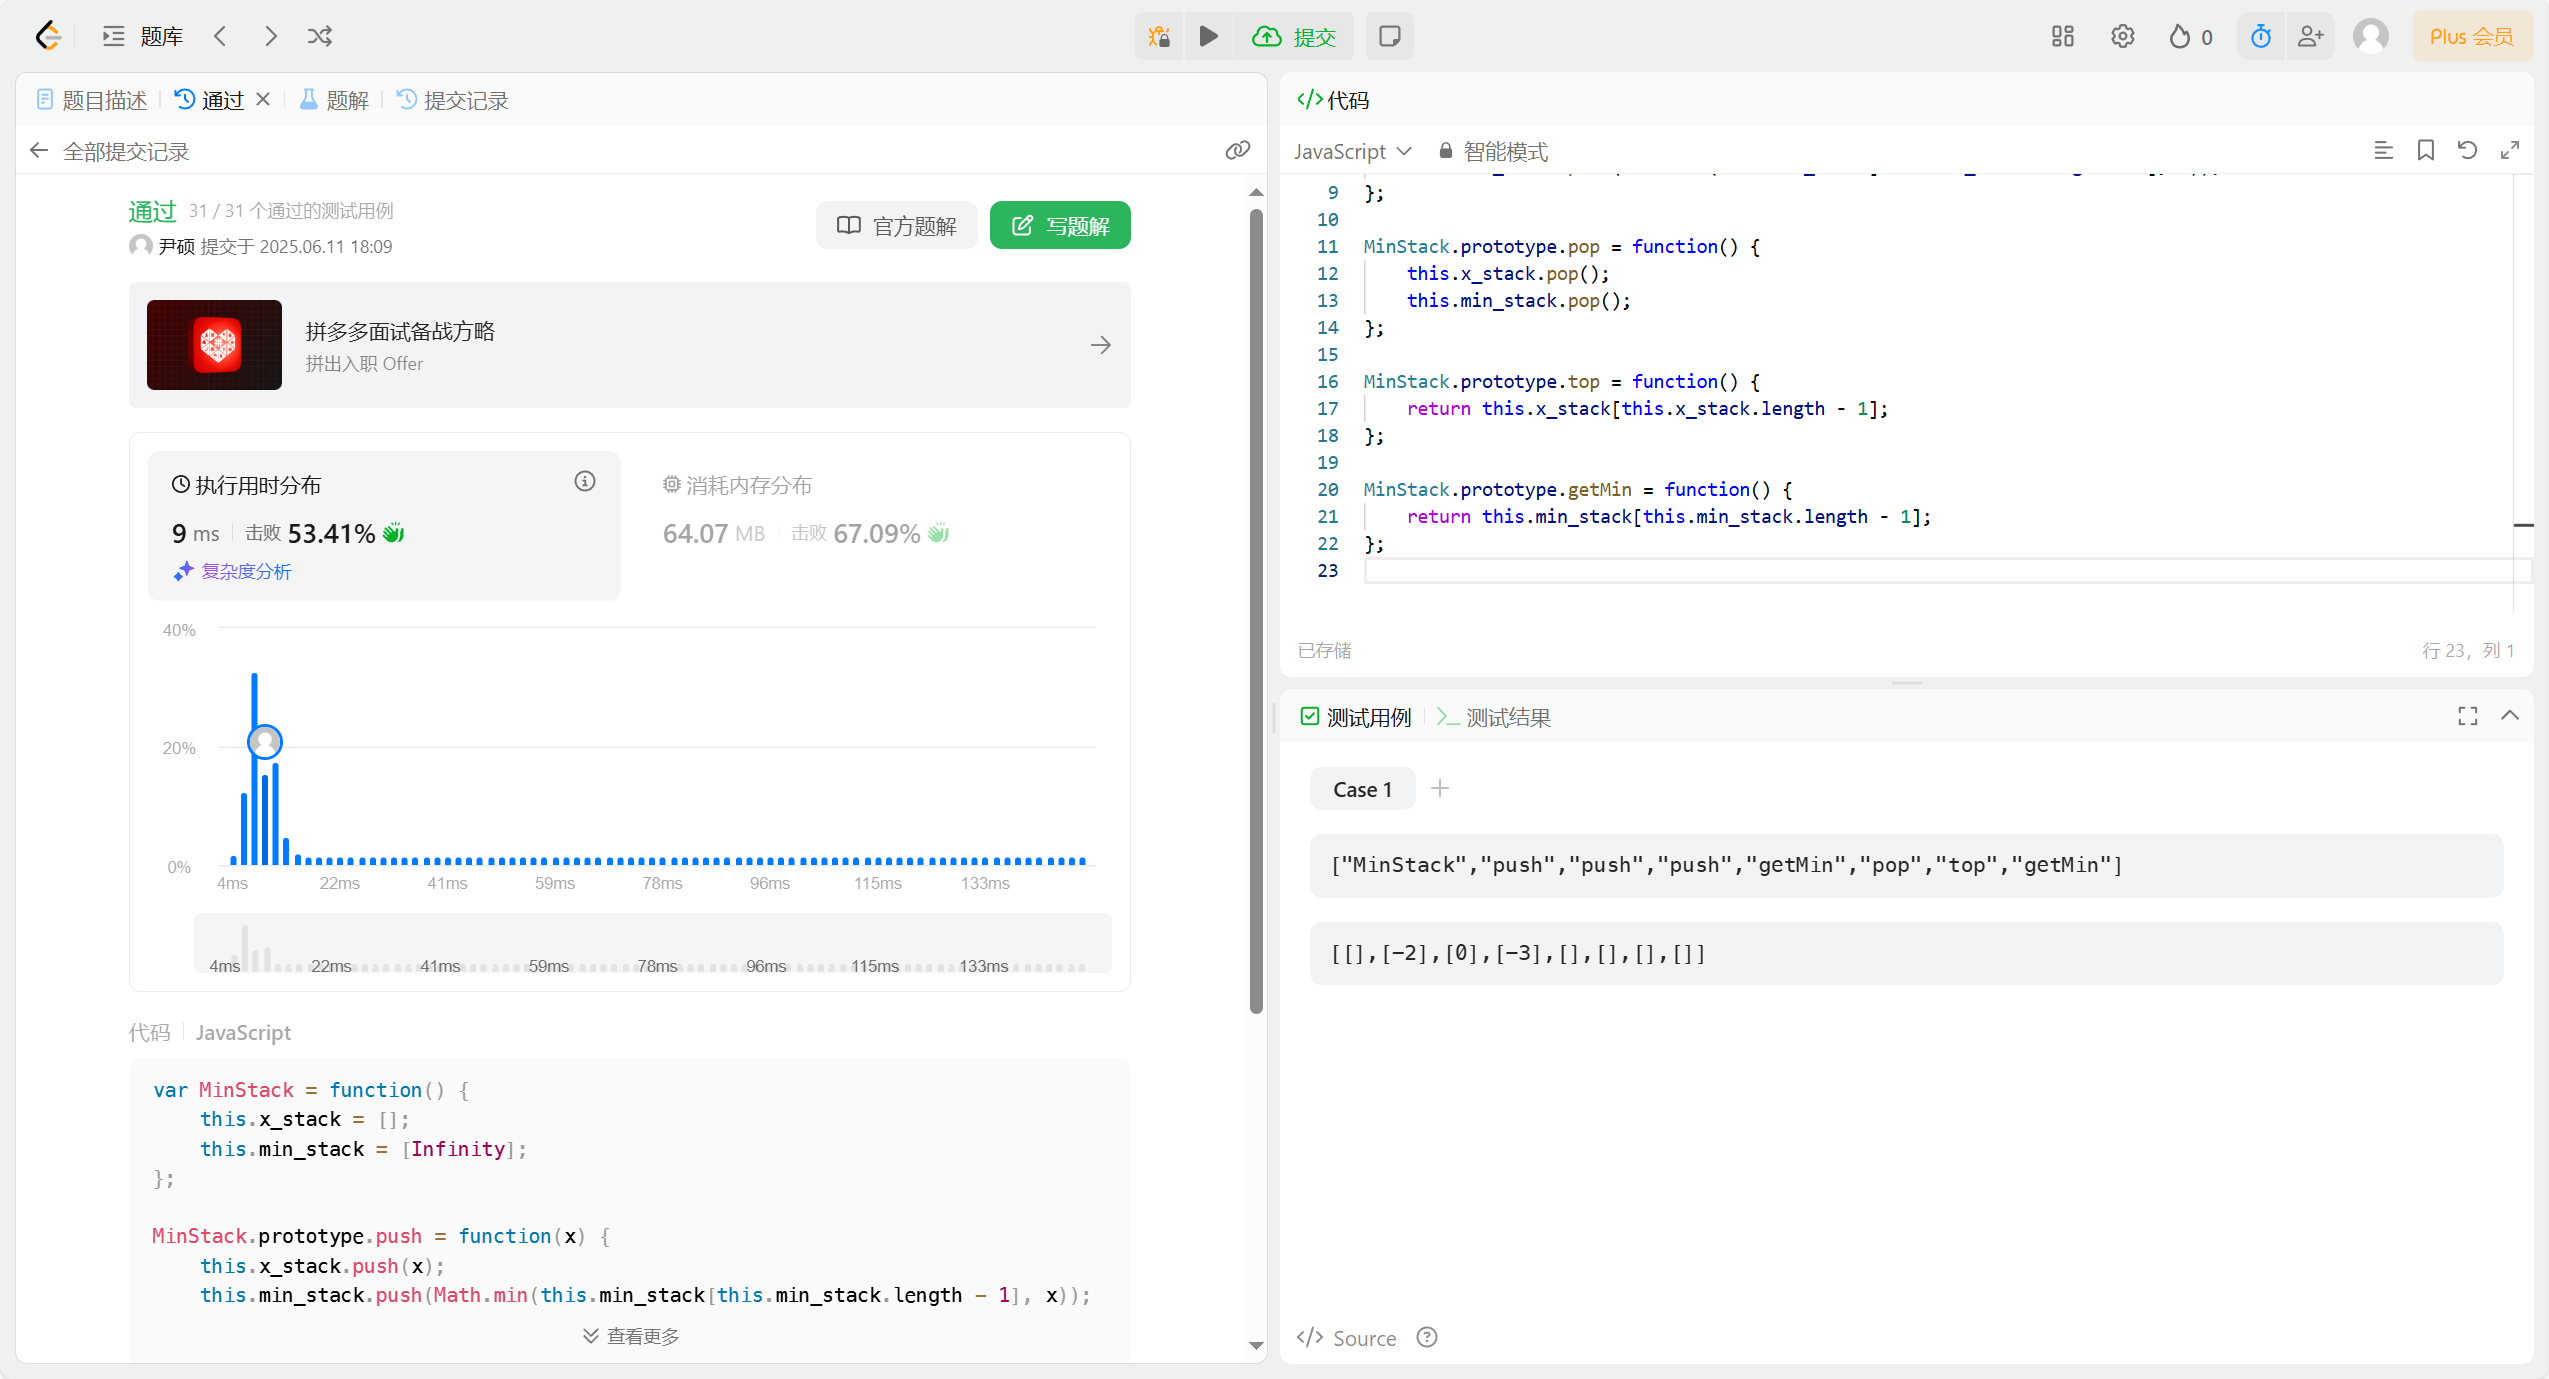 题库
提交
0
Plus 会员
题目描述
通过
题解
提交记录
全部提交记录
通过 31 / 31 个通过的测试用例
尹硕 提交于 2025.06.11 18:09
官方题解
写题解
拼多多面试备战方略
拼出入职 Offer
执行用时分布
9 ms 击败 53.41%
复杂度分析
消耗内存分布
64.07 MB 击败 67.09%
40%
20%
0%
4ms 22ms 41ms 59ms 78ms 96ms 115ms 133ms
4ms 22ms 41ms 59ms 78ms 96ms 115ms 133ms
代码 JavaScript
var MinStack = function() {
    this.x_stack = [];
    this.min_stack = [Infinity];
};
MinStack.prototype.push = function(x) {
    this.x_stack.push(x);
    this.min_stack.push(Math.min(this.min_stack[this.min_stack.length - 1], x));
查看更多
</>代码
JavaScript
智能模式
9 };
10
11 MinStack.prototype.pop = function() {
12     this.x_stack.pop();
13     this.min_stack.pop();
14 };
15
16 MinStack.prototype.top = function() {
17     return this.x_stack[this.x_stack.length - 1];
18 };
19
20 MinStack.prototype.getMin = function() {
21     return this.min_stack[this.min_stack.length - 1];
22 };
23
已存储
行 23，列 1
测试用例
>_ 测试结果
Case 1
["MinStack","push","push","push","getMin","pop","top","getMin"]
[[],[-2],[0],[-3],[],[],[],[]]
</> Source